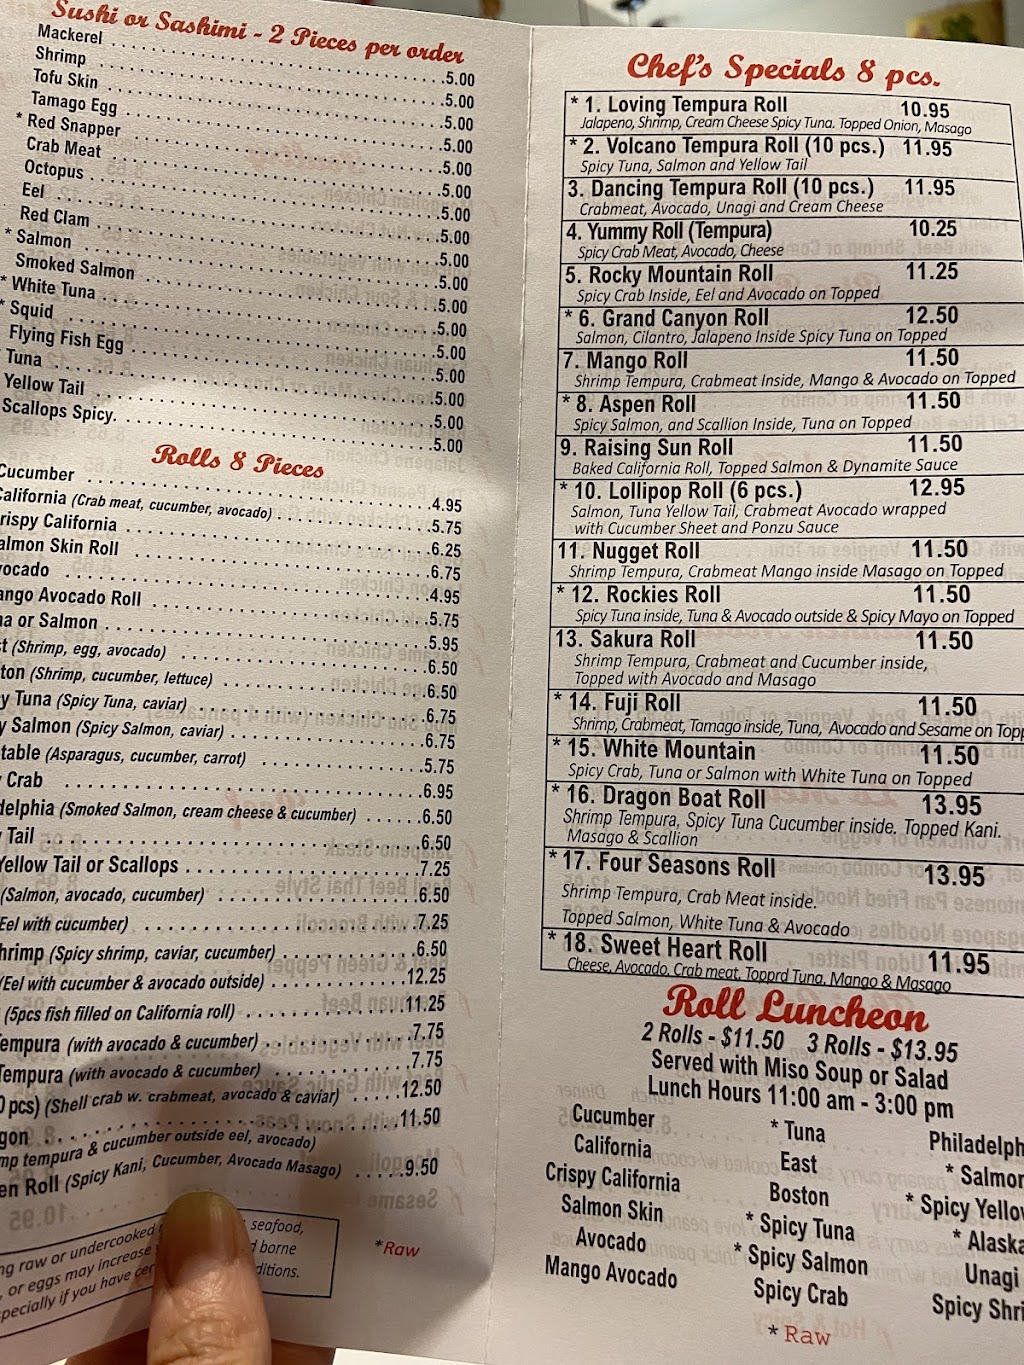 Sushi or Sashimi - 2 Pieces per order
Mackerel 5.00
Shrimp 5.00
Tofu Skin 5.00
Tamago Egg 5.00
* Red Snapper 5.00
Crab Meat 5.00
Octopus 5.00
Eel 5.00
Red Clam 5.00
* Salmon 5.00
Smoked Salmon 5.00
* White Tuna 5.00
* Squid 5.00
Flying Fish Egg 5.00
Tuna 5.00
Yellow Tail 5.00
Scallops Spicy. 5.00
Rolls 8 Pieces
Cucumber 4.95
California (Crab meat, cucumber, avocado) 5.75
rispy California 6.25
almon Skin Roll 6.75
vocado 4.95
ango Avocado Roll 5.75
na or Salmon 5.95
t (Shrimp, egg, avocado) 6.50
ton (Shrimp, cucumber, lettuce) 6.50
y Tuna (Spicy Tuna, caviar) 6.75
y Salmon (Spicy Salmon, caviar) 6.75
table (Asparagus, cucumber, carrot) 5.75
Crab 6.95
delphia (Smoked Salmon, cream cheese & cucumber) 6.50
Tail 6.50
Yellow Tail or Scallops 7.25
(Salmon, avocado, cucumber) 6.50
Eel with cucumber) 7.25
hrimp (Spicy shrimp, caviar, cucumber) 6.50
(Eel with cucumber & avocado outside) 12.25
(5pcs fish filled on California roll) 11.25
Tempura (with avocado & cucumber) 7.75
Tempura (with avocado & cucumber) 7.75
0 pcs) (Shell crab w. crabmeat, avocado & caviar) 12.50
gon 11.50
mp tempura & cucumber outside eel, avocado)
en Roll (Spicy Kani, Cucumber, Avocado Masago) 9.50
ng raw or undercooked seafood,
, or eggs may increase borne
specially if you have cer ditions.
*Raw
Chef's Specials 8 pcs.
* 1. Loving Tempura Roll 10.95
Jalapeno, Shrimp, Cream Cheese Spicy Tuna. Topped Onion, Masago
* 2. Volcano Tempura Roll (10 pcs.) 11.95
Spicy Tuna, Salmon and Yellow Tail
3. Dancing Tempura Roll (10 pcs.) 11.95
Crabmeat, Avocado, Unagi and Cream Cheese
4. Yummy Roll (Tempura) 10.25
Spicy Crab Meat, Avocado, Cheese
5. Rocky Mountain Roll 11.25
Spicy Crab Inside, Eel and Avocado on Topped
* 6. Grand Canyon Roll 12.50
Salmon, Cilantro, Jalapeno Inside Spicy Tuna on Topped
7. Mango Roll 11.50
Shrimp Tempura, Crabmeat Inside, Mango & Avocado on Topped
* 8. Aspen Roll 11.50
Spicy Salmon, and Scallion Inside, Tuna on Topped
9. Raising Sun Roll 11.50
Baked California Roll, Topped Salmon & Dynamite Sauce
* 10. Lollipop Roll (6 pcs.) 12.95
Salmon, Tuna Yellow Tail, Crabmeat Avocado wrapped
with Cucumber Sheet and Ponzu Sauce
11. Nugget Roll 11.50
Shrimp Tempura, Crabmeat Mango inside Masago on Topped
* 12. Rockies Roll 11.50
Spicy Tuna inside, Tuna & Avocado outside & Spicy Mayo on Topped
13. Sakura Roll 11.50
Shrimp Tempura, Crabmeat and Cucumber inside,
Topped with Avocado and Masago
* 14. Fuji Roll 11.50
Shrimp, Crabmeat, Tamago inside, Tuna, Avocado and Sesame on Topp
* 15. White Mountain 11.50
Spicy Crab, Tuna or Salmon with White Tuna on Topped
* 16. Dragon Boat Roll 13.95
Shrimp Tempura, Spicy Tuna Cucumber inside. Topped Kani.
Masago & Scallion
* 17. Four Seasons Roll 13.95
Shrimp Tempura, Crab Meat inside.
Topped Salmon, White Tuna & Avocado
* 18. Sweet Heart Roll 11.95
Cheese, Avocado, Crab meat, Topprd Tuna, Mango & Masago
Roll Luncheon
2 Rolls - $11.50 3 Rolls - $13.95
Served with Miso Soup or Salad
Lunch Hours 11:00 am - 3:00 pm
Cucumber * Tuna Philadelph
California East * Salmo
Crispy California Boston * Spicy Yello
Salmon Skin * Spicy Tuna * Alaska
Avocado * Spicy Salmon Unagi
Mango Avocado Spicy Crab Spicy Shri
* Raw